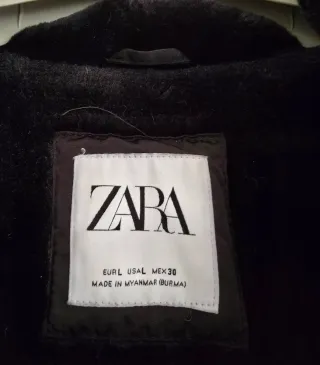 ZARA
EUR L USA L MEX 30
MADE IN MYANMAR (BURMA)